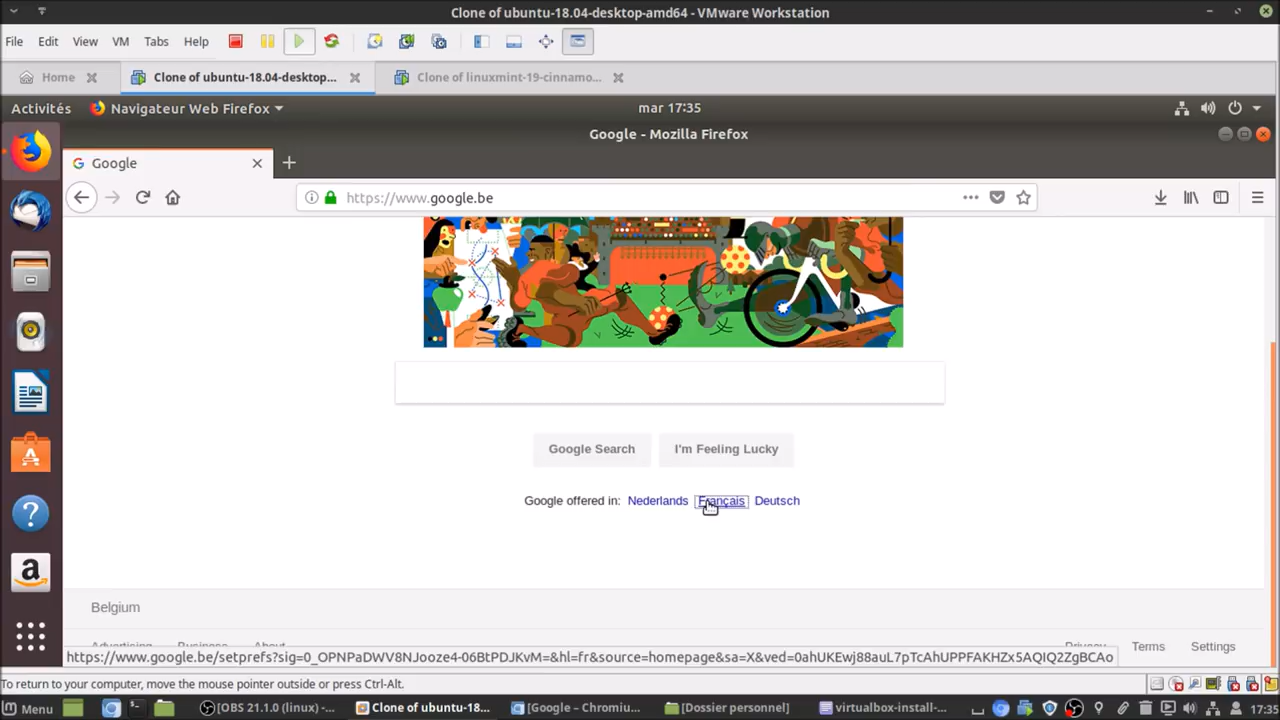 Clone of ubuntu-18.04-desktop-amd64 - VMware Workstation
File Edit View VM Tabs Help
Home Clone of ubuntu-18.04-desktop... Clone of linuxmint-19-cinnamo...
Activités Navigateur Web Firefox mar 17:35
Google - Mozilla Firefox
Google
https://www.google.be
Google Search I'm Feeling Lucky
Google offered in: Nederlands Français Deutsch
Belgium
Advertising Business About Privacy Terms Settings
https://www.google.be/setprefs?sig=0_OPNPaDWV8NJooze4-06BtPDJKvM=&hl=fr&source=homepage&sa=X&ved=0ahUKEwj88auL7pTcAhUPPFAKHZx5AQIQ2ZgBCAo
To return to your computer, move the mouse pointer outside or press Ctrl-Alt.
Menu [OBS 21.1.0 (linux) -... Clone of ubuntu-18.04-... [Google – Chromiu... [Dossier personnel] virtualbox-install-... 17:35